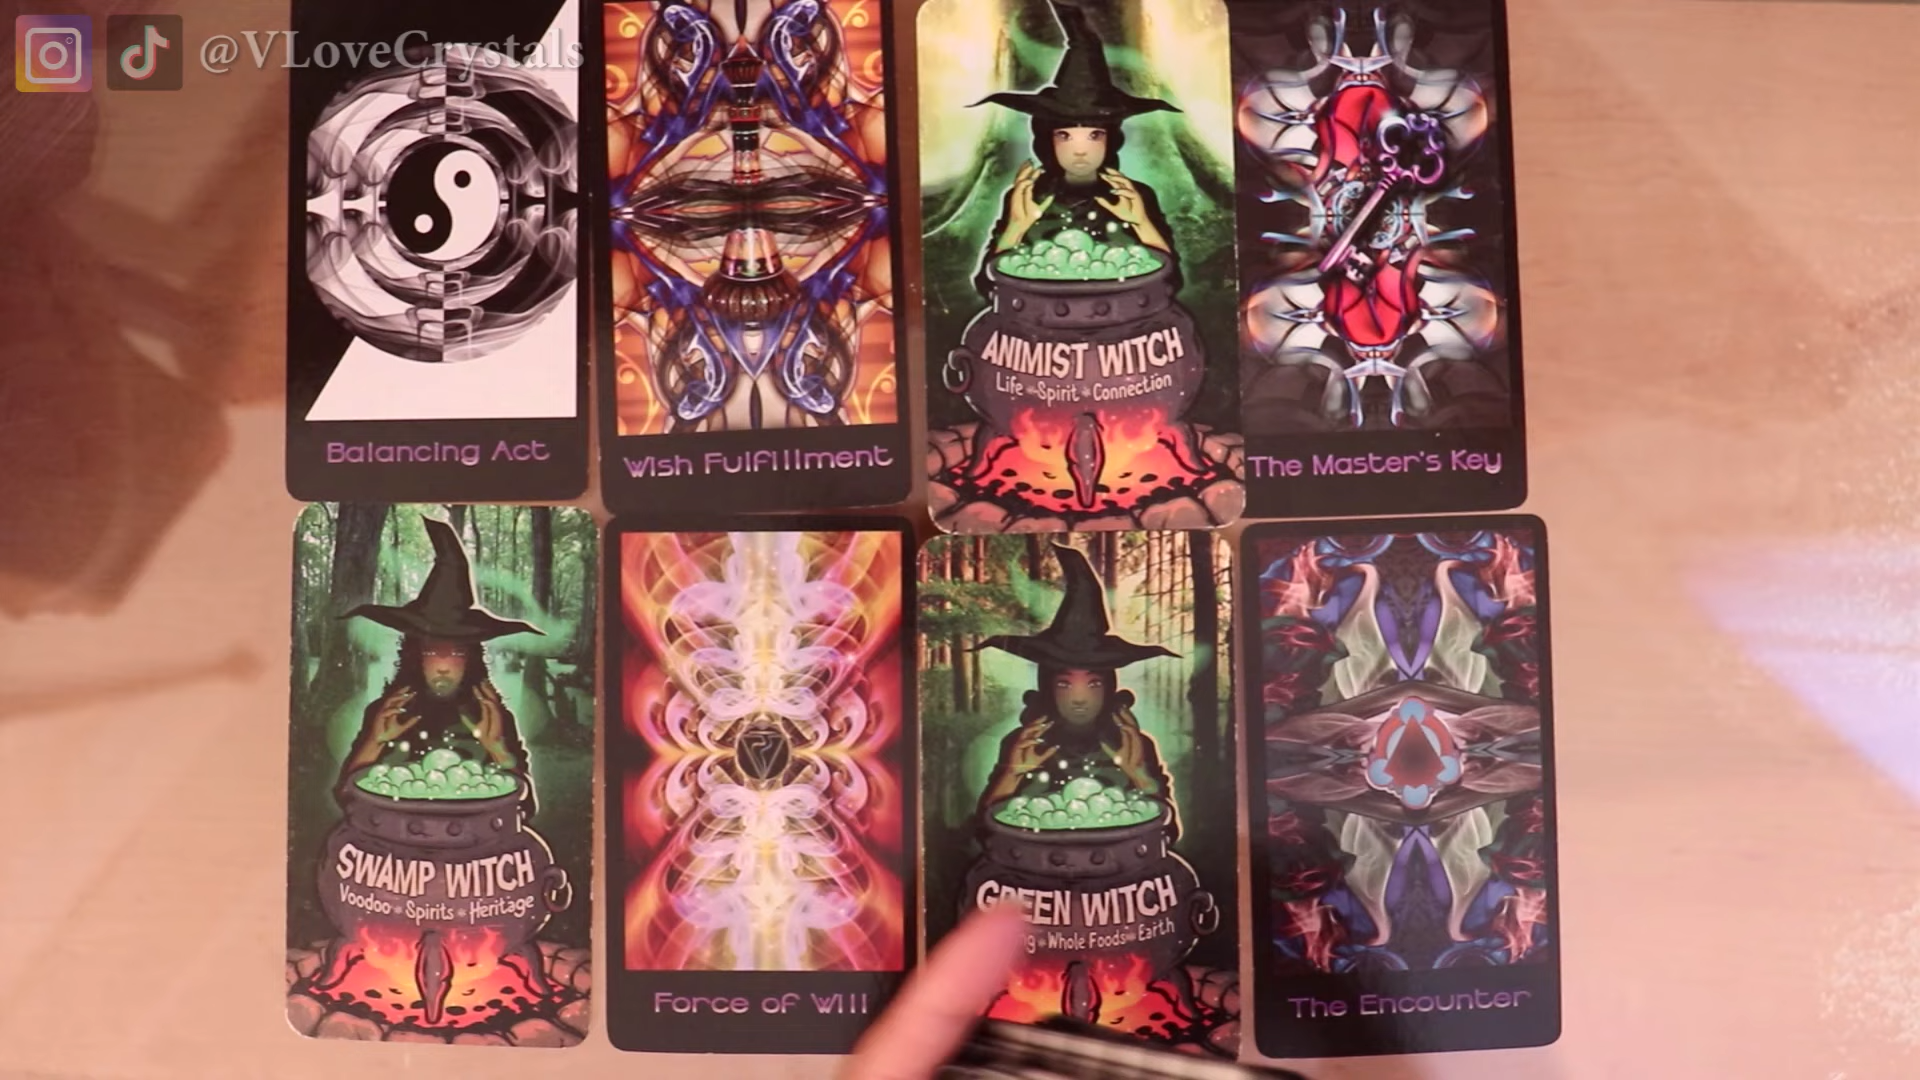 @VLoveCrystals
Balancing Act
Wish Fulfillment
ANIMIST WITCH
Life * Spirit * Connection
The Master's Key
SWAMP WITCH
Voodoo * Spirits * Heritage
Force of Will
GREEN WITCH
* Whole Foods * Earth
The Encounter